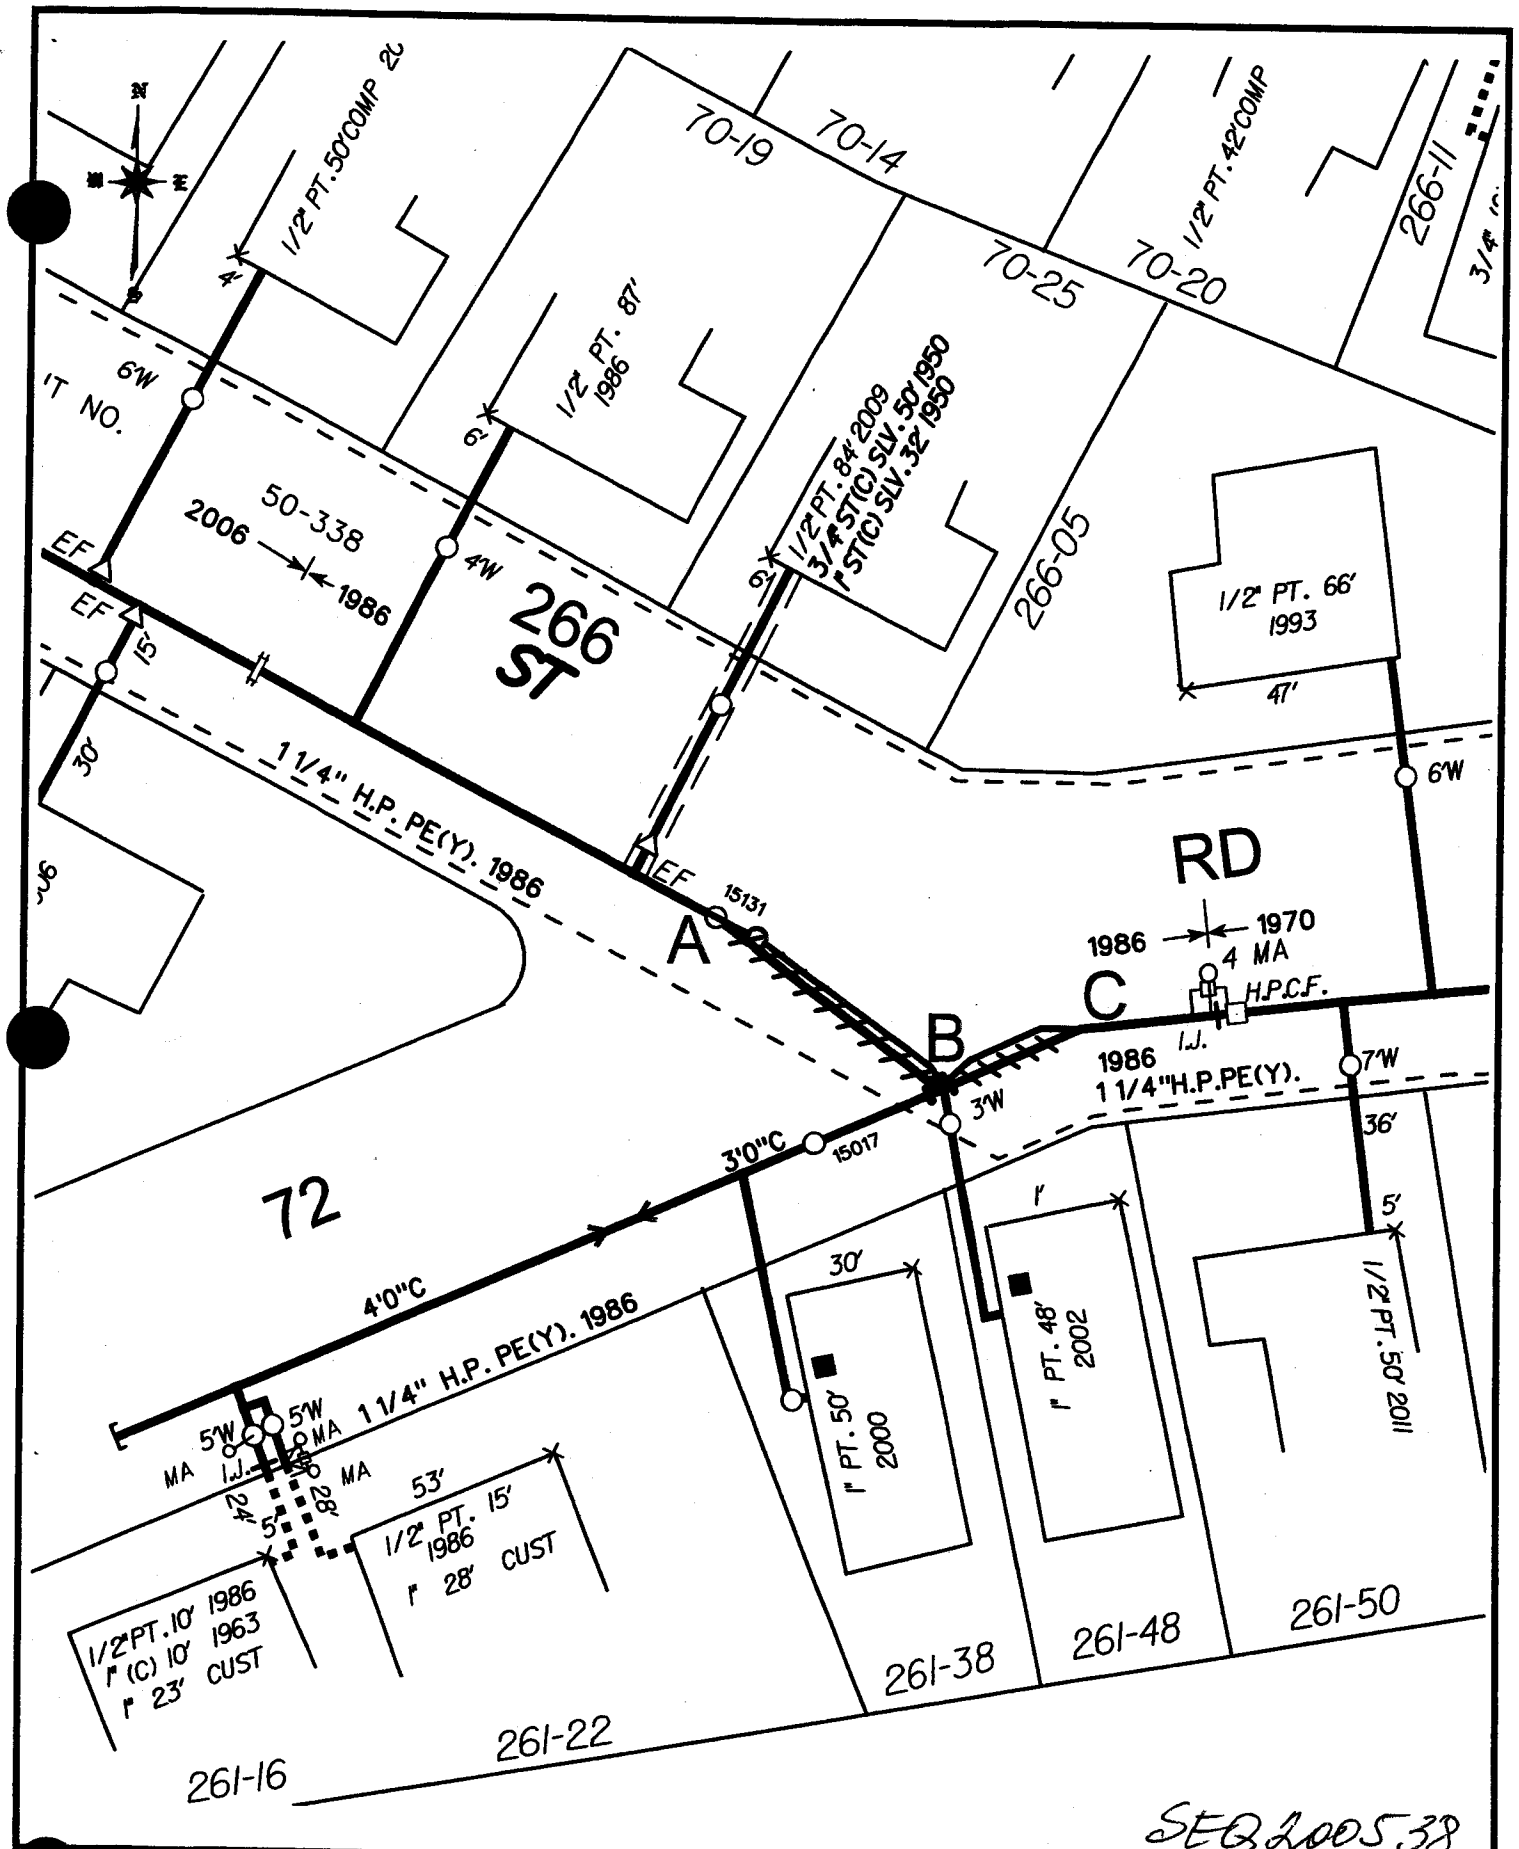 N
1/2" PT. 50'COMP 20
4'
6'W
'T NO.
70-19
70-14
1/2" PT. 42'COMP
266-11
3/4"
70-25
70-20
1/2" PT. 87'
1986
6'
4'W
50-338
2006
1986
EF
EF
15'
30'
266
ST
1/2" PT. 84' 2009
3/4" ST(C) SLV. 50' 1950
1" ST(C) SLV. 32' 1950
6'
266-05
1/2" PT. 66'
1993
47'
6'W
1 1/4" H.P. PE(Y). 1986
EF
15131
A
RD
1986
1970
4 MA
H.P.C.F.
C
B
I.J.
1986
1 1/4"H.P.PE(Y).
7'W
36'
3'W
15017
3'0"C
72
4'0"C
1 1/4" H.P. PE(Y). 1986
30'
1'
5'
1/2" PT. 50' 2011
1" PT. 48'
2002
1" PT. 50'
2000
5'W
5'W
MA
MA
I.J.
MA
24'
28'
5'
53'
1/2" PT. 15'
1986
1" 28' CUST
1/2" PT. 10' 1986
1" (C) 10' 1963
1" 23' CUST
261-16
261-22
261-38
261-48
261-50
SEQ 2005 38